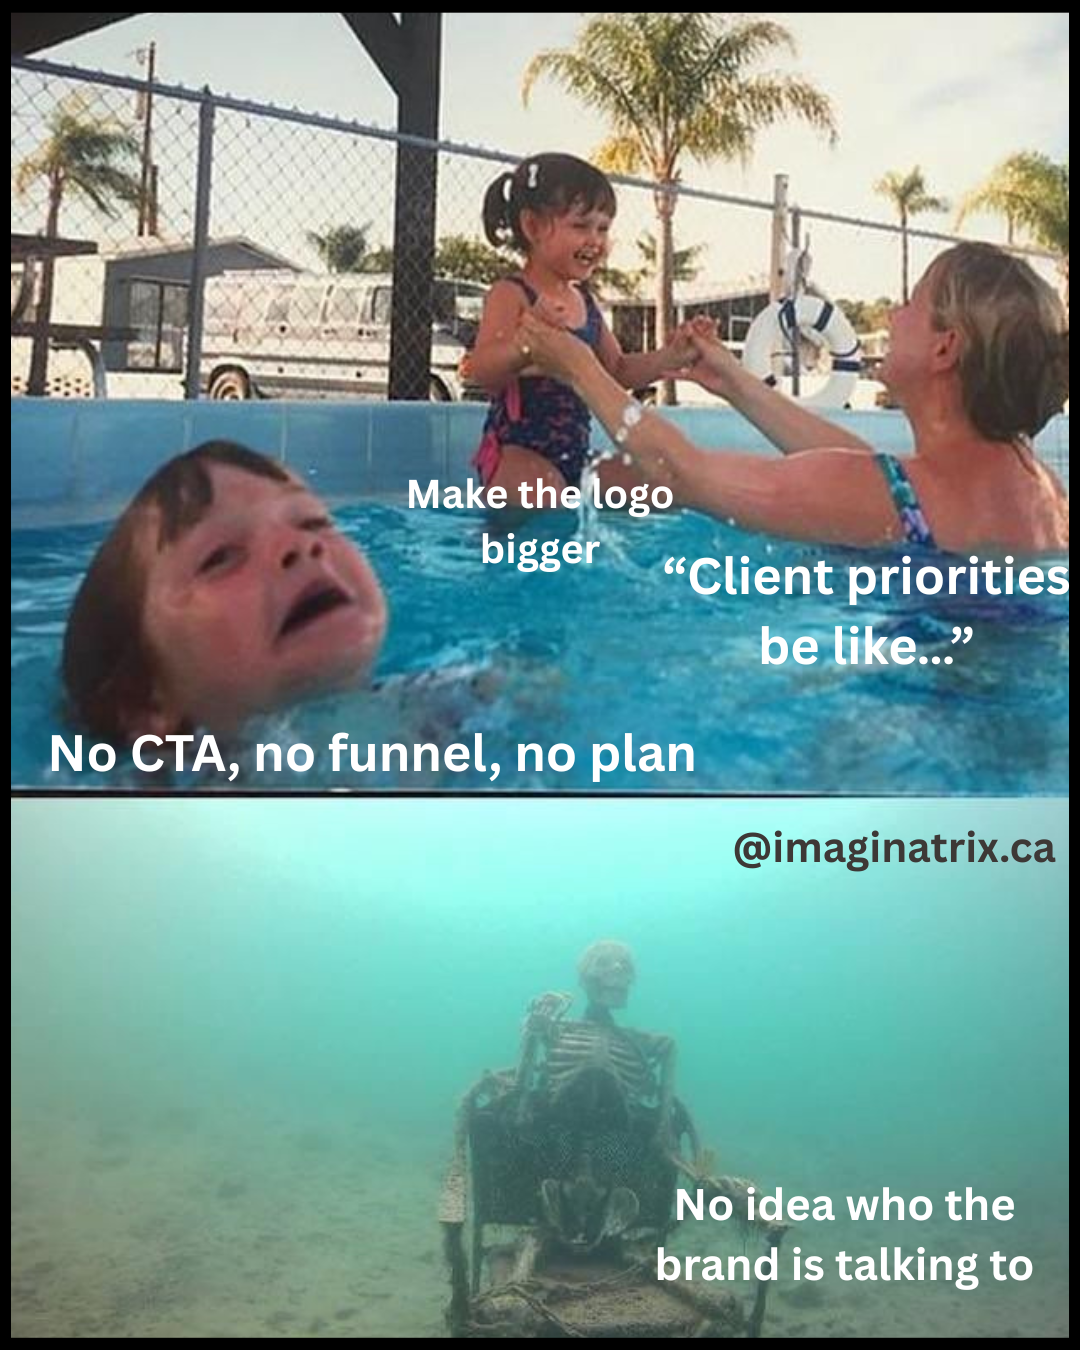 Make the logo
bigger
“Client priorities
be like...”
No CTA, no funnel, no plan
@imaginatrix.ca
No idea who the
brand is talking to